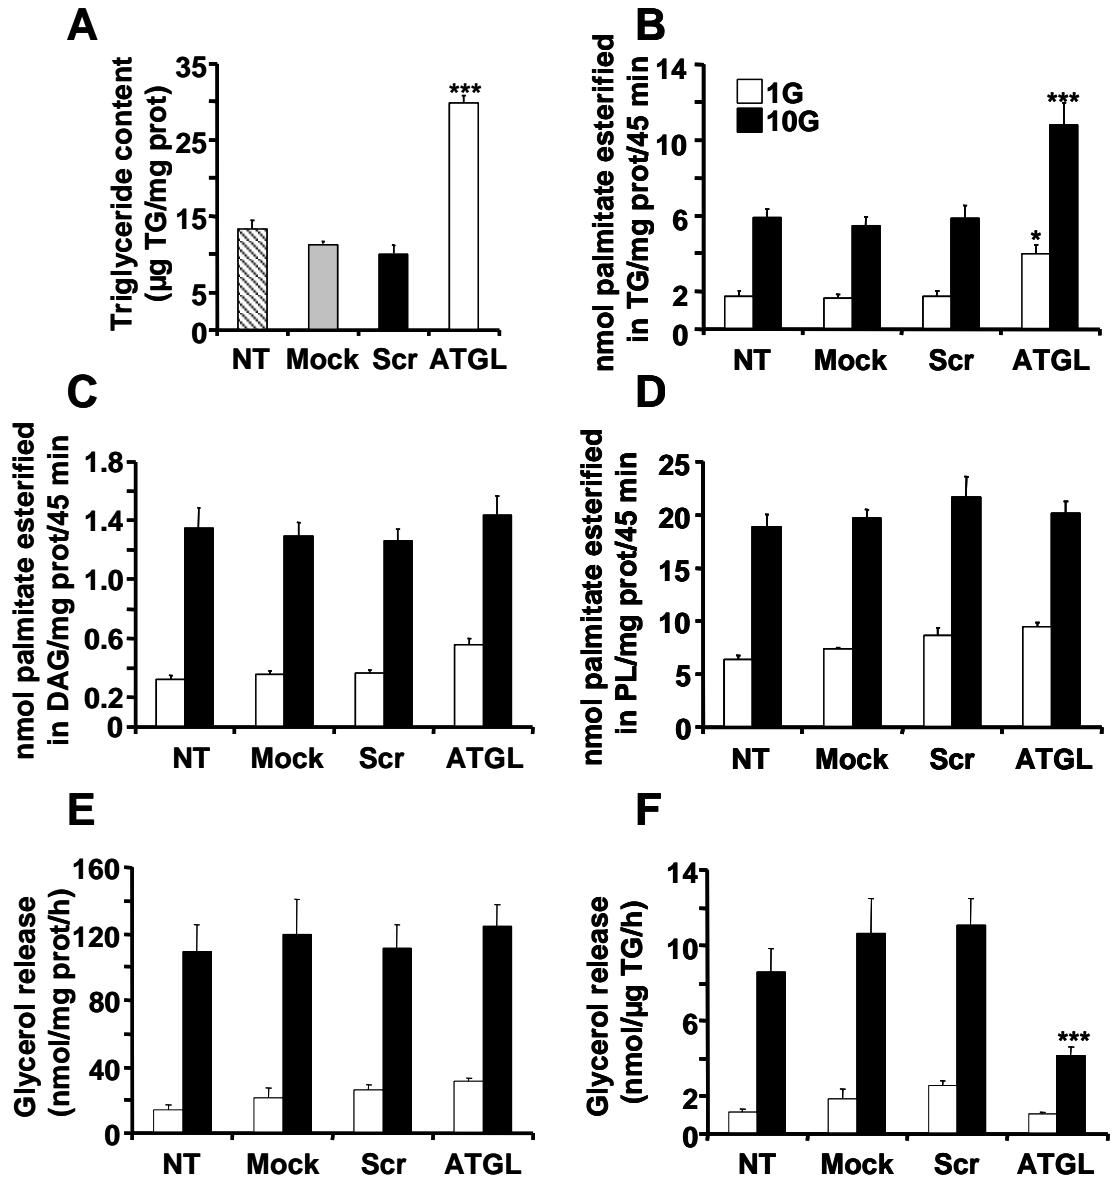 A
Triglyceride content
(µg TG/mg prot)
35
25
15
5
0
***
NT Mock Scr ATGL
B
nmol palmitate esterified
in TG/mg prot/45 min
14
10
6
2
0
1G
10G
*
***
NT Mock Scr ATGL
C
nmol palmitate esterified
in DAG/mg prot/45 min
1.8
1.4
1.0
0.6
0.2
0
NT Mock Scr ATGL
D
nmol palmitate esterified
in PL/mg prot/45 min
25
20
15
10
5
0
NT Mock Scr ATGL
E
Glycerol release
(nmol/mg prot/h)
160
120
80
40
0
NT Mock Scr ATGL
F
Glycerol release
(nmol/µg TG/h)
14
10
6
2
0
***
NT Mock Scr ATGL